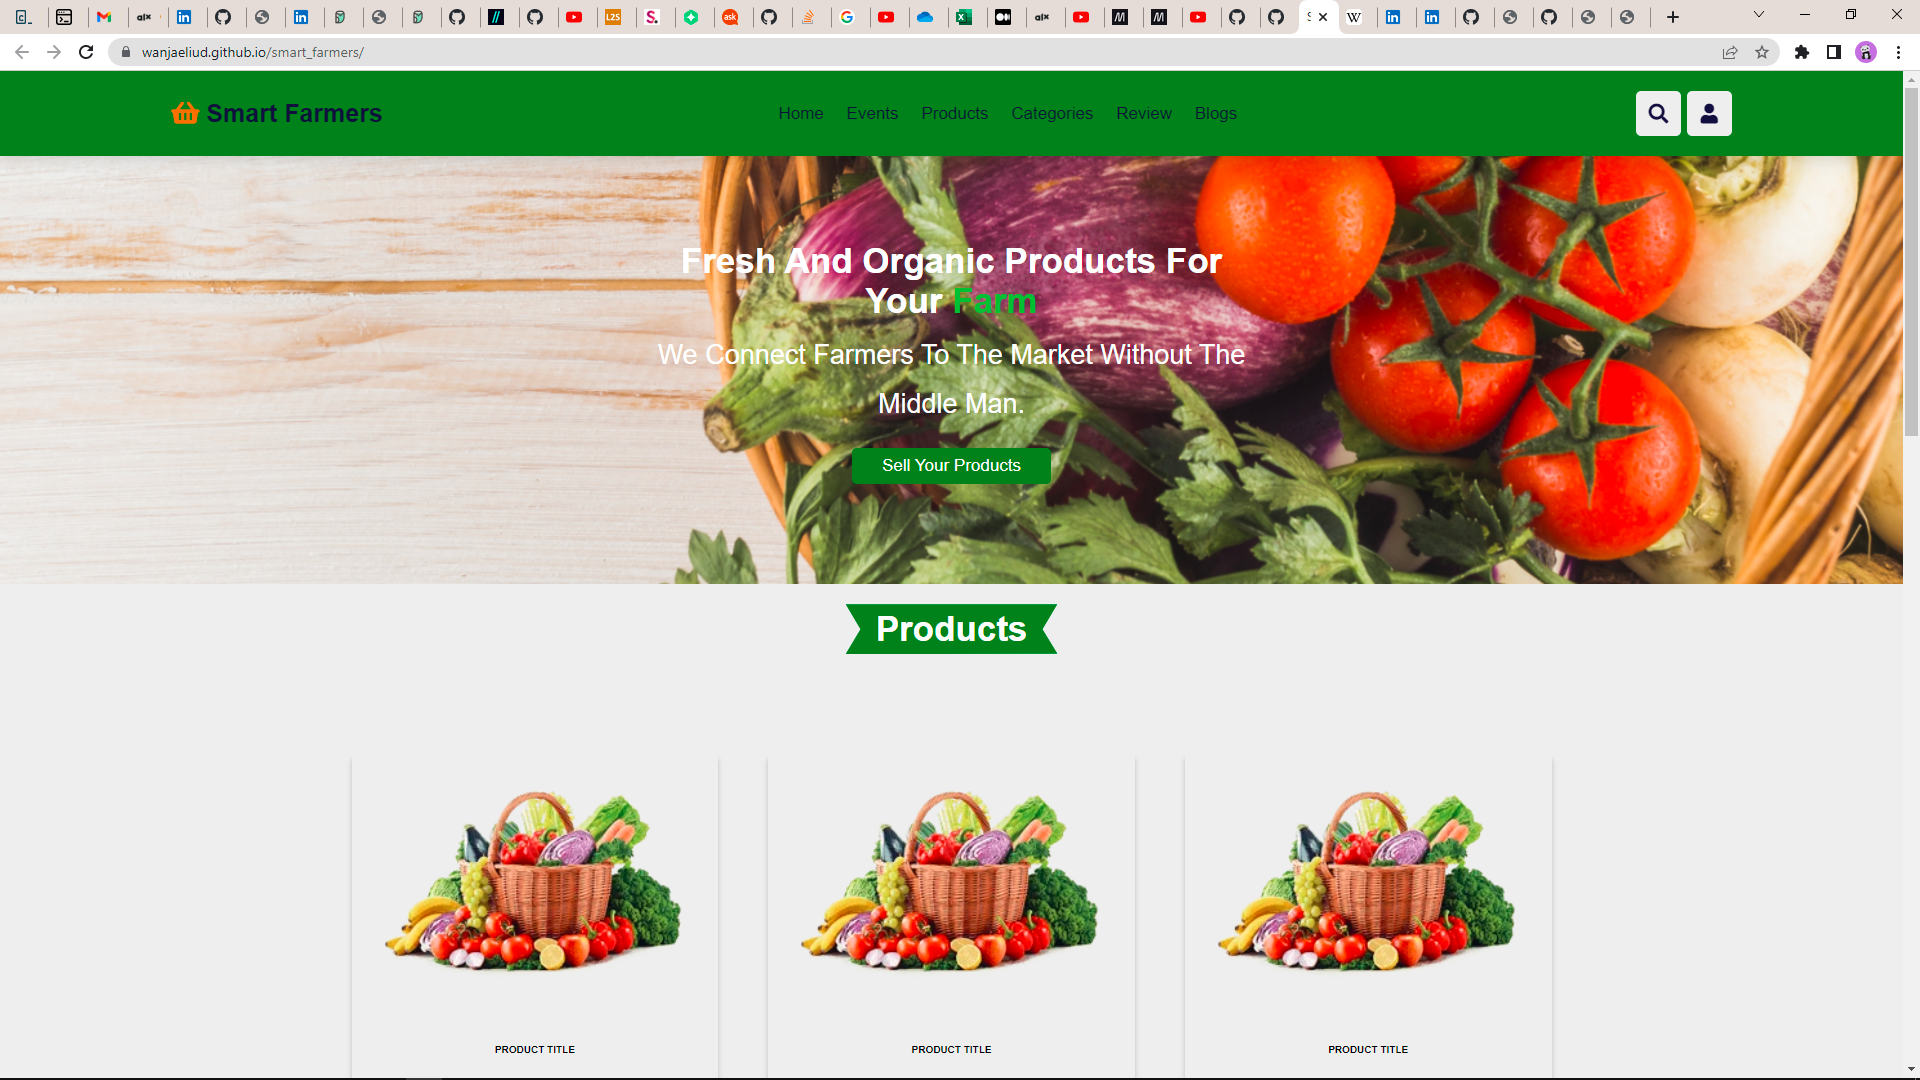 wanjaeliud.github.io/smart_farmers/
Smart Farmers
Home Events Products Categories Review Blogs
Fresh And Organic Products For
Your Farm
We Connect Farmers To The Market Without The
Middle Man.
Sell Your Products
Products
PRODUCT TITLE PRODUCT TITLE PRODUCT TITLE